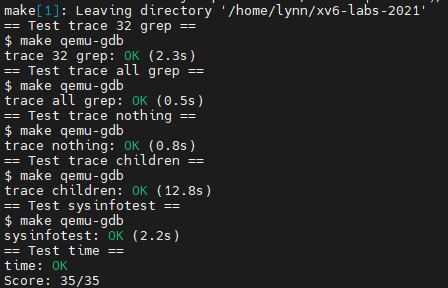 make[1]: Leaving directory '/home/lynn/xv6-labs-2021'
== Test trace 32 grep ==
$ make qemu-gdb
trace 32 grep: OK (2.3s)
== Test trace all grep ==
$ make qemu-gdb
trace all grep: OK (0.5s)
== Test trace nothing ==
$ make qemu-gdb
trace nothing: OK (0.8s)
== Test trace children ==
$ make qemu-gdb
trace children: OK (12.8s)
== Test sysinfotest ==
$ make qemu-gdb
sysinfotest: OK (2.2s)
== Test time ==
time: OK
Score: 35/35